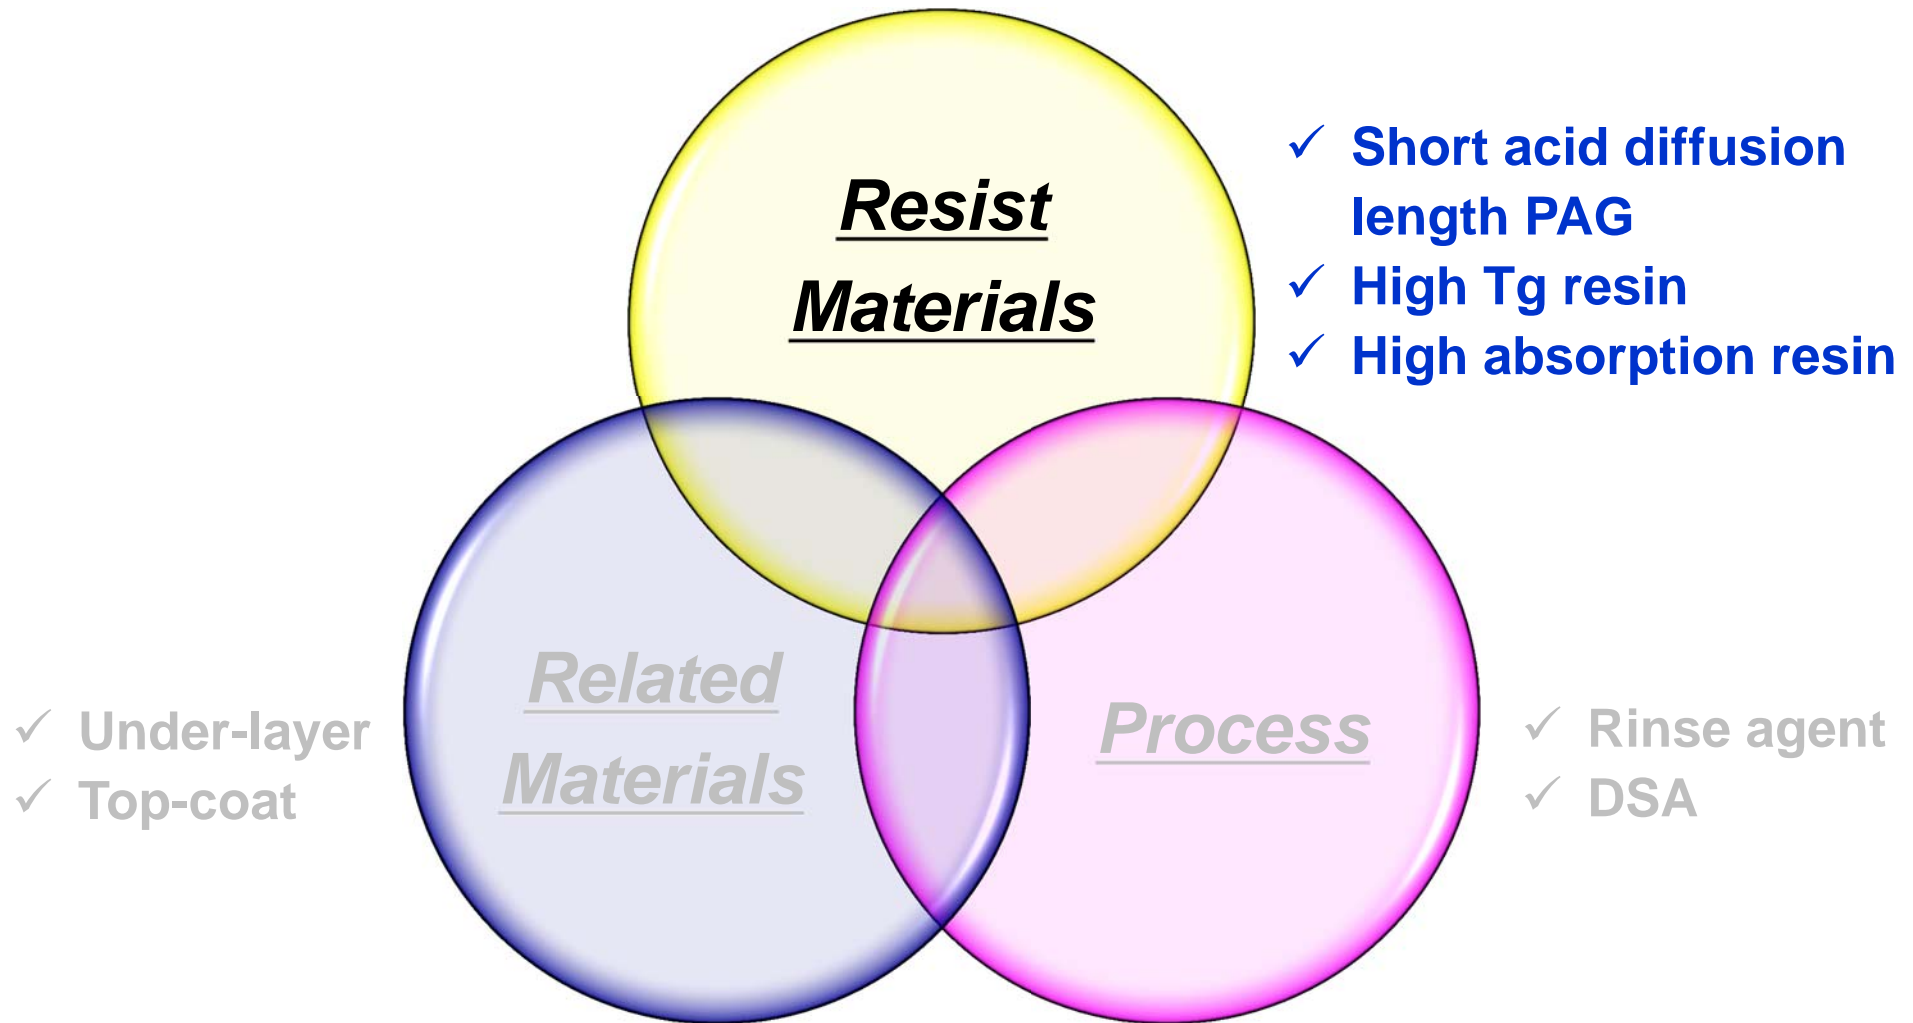 Resist
Materials
✓ Short acid diffusion
length PAG
✓ High Tg resin
✓ High absorption resin
Related
Materials
✓ Under-layer
✓ Top-coat
Process
✓ Rinse agent
✓ DSA